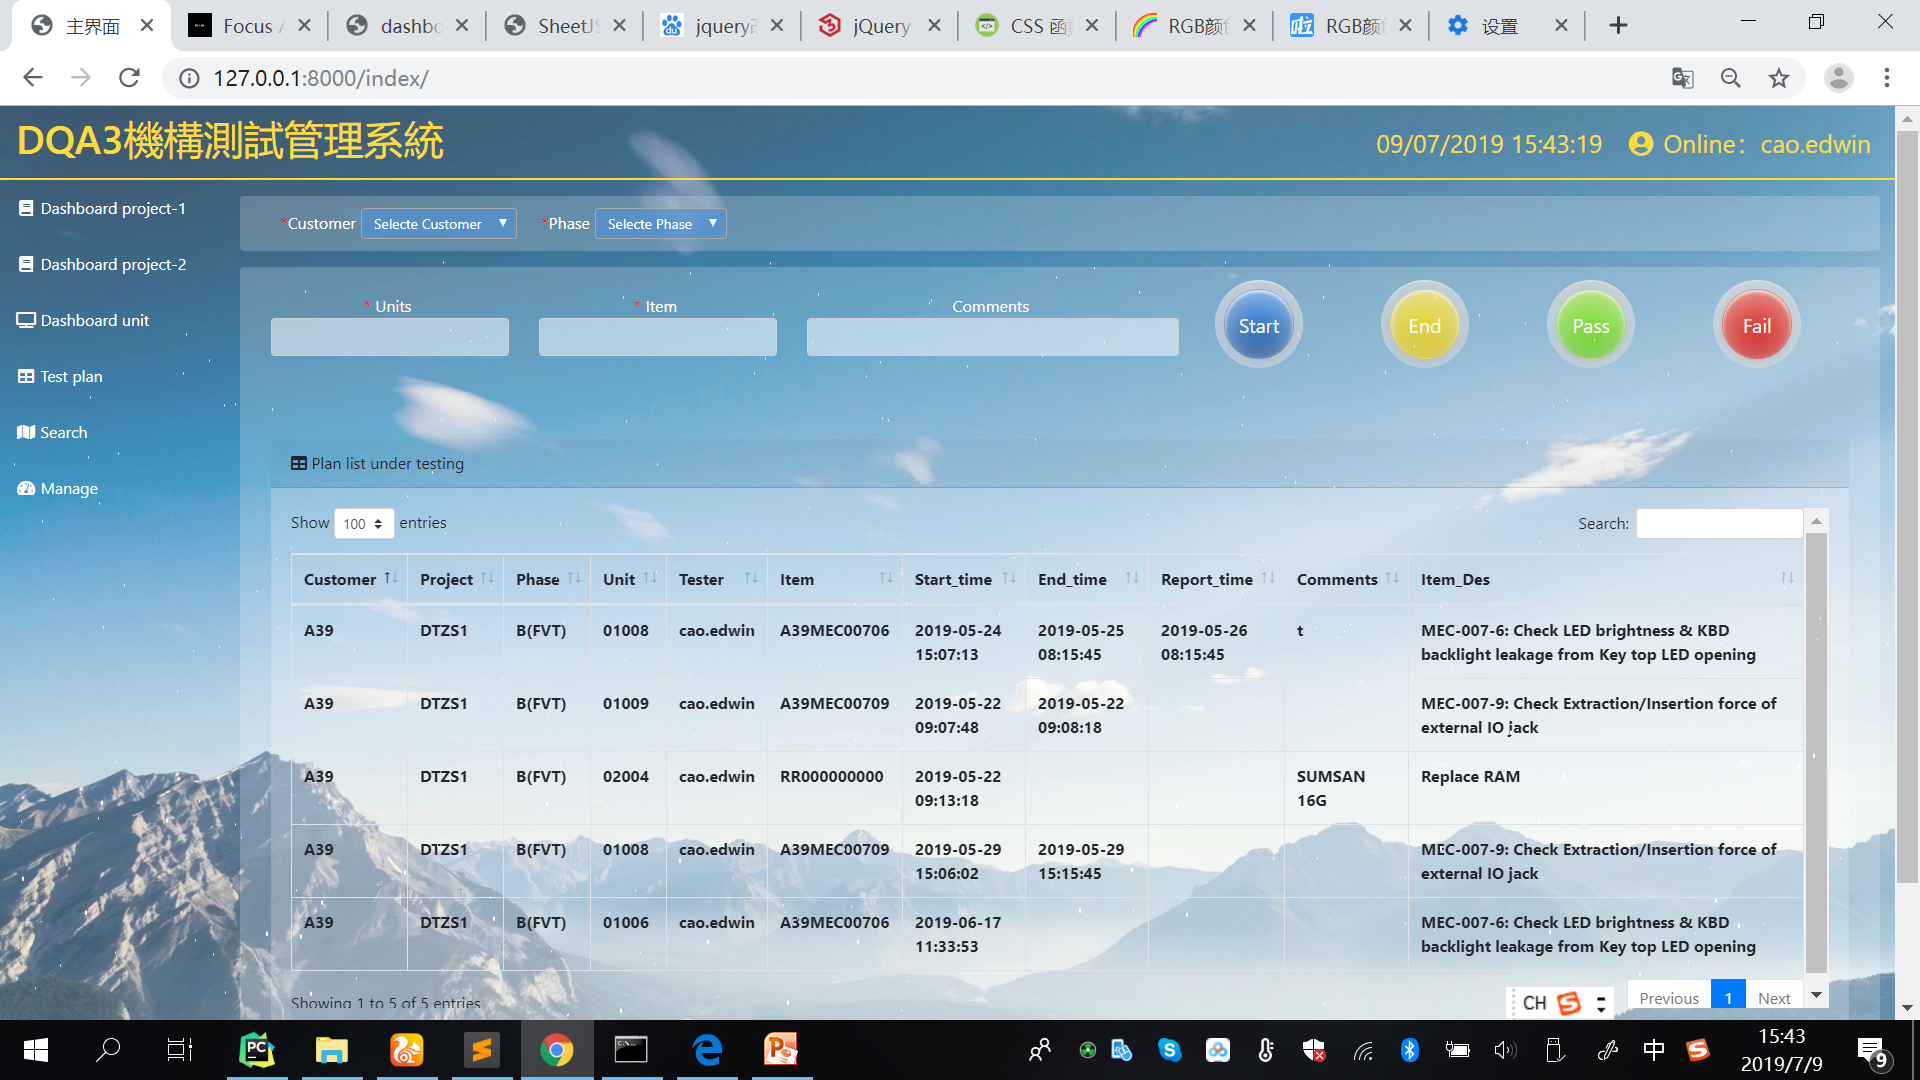 主界面
Focus A
dashbo
SheetJS
jquery
jQuery
CSS 函
RGB颜
RGB颜
设置
127.0.0.1:8000/index/
DQA3機構測試管理系統
09/07/2019 15:43:19
Online：cao.edwin
Dashboard project-1
Dashboard project-2
Dashboard unit
Test plan
Search
Manage
*Customer
Selecte Customer
*Phase
Selecte Phase
* Units
* Item
Comments
Start
End
Pass
Fail
Plan list under testing
Show 100 entries
Search:
Customer Project Phase Unit Tester Item Start_time End_time Report_time Comments Item_Des
A39 DTZS1 B(FVT) 01008 cao.edwin A39MEC00706 2019-05-24 2019-05-25 2019-05-26 t MEC-007-6: Check LED brightness & KBD
15:07:13 08:15:45 08:15:45 backlight leakage from Key top LED opening
A39 DTZS1 B(FVT) 01009 cao.edwin A39MEC00709 2019-05-22 2019-05-22 MEC-007-9: Check Extraction/Insertion force of
09:07:48 09:08:18 external IO jack
A39 DTZS1 B(FVT) 02004 cao.edwin RR000000000 2019-05-22 SUMSAN Replace RAM
09:13:18 16G
A39 DTZS1 B(FVT) 01008 cao.edwin A39MEC00709 2019-05-29 2019-05-29 MEC-007-9: Check Extraction/Insertion force of
15:06:02 15:15:45 external IO jack
A39 DTZS1 B(FVT) 01006 cao.edwin A39MEC00706 2019-06-17 MEC-007-6: Check LED brightness & KBD
11:33:53 backlight leakage from Key top LED opening
Showing 1 to 5 of 5 entries
Previous 1 Next
CH
中
15:43
2019/7/9
9